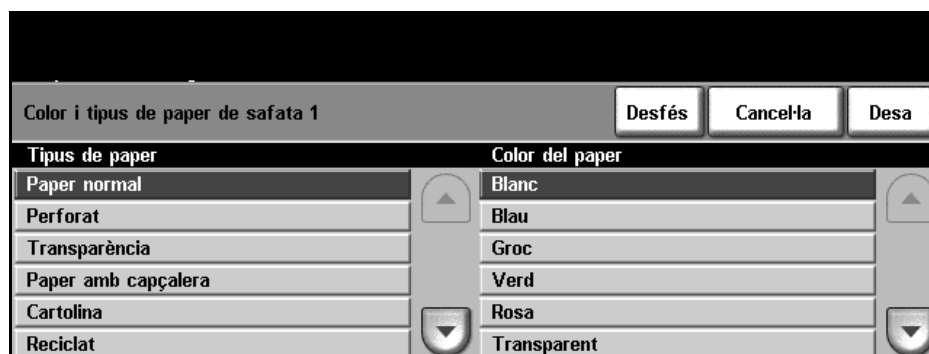 Color i tipus de paper de safata 1
Desfés
Cancel·la
Desa
Tipus de paper
Color del paper
Paper normal
Blanc
Perforat
Blau
Transparència
Groc
Paper amb capçalera
Verd
Cartolina
Rosa
Reciclat
Transparent